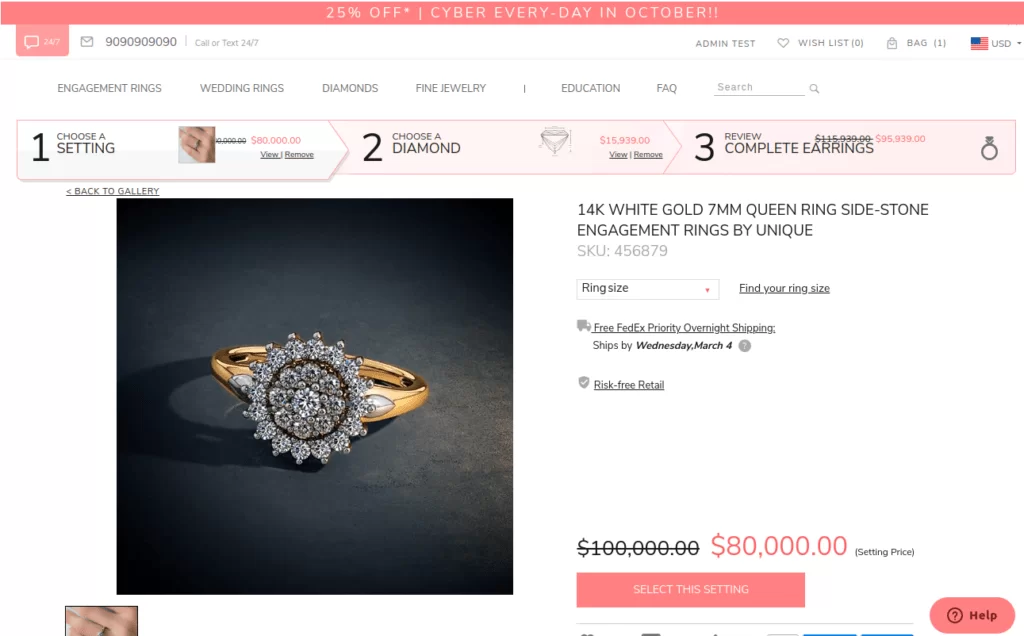 25% OFF* | CYBER EVERY-DAY IN OCTOBER!!
24/7 9090909090 Call or Text 24/7 ADMIN TEST WISH LIST (0) BAG (1) USD
ENGAGEMENT RINGS WEDDING RINGS DIAMONDS FINE JEWELRY | EDUCATION FAQ Search
1 CHOOSE A SETTING $80,000.00
View | Remove
2 CHOOSE A DIAMOND $15,939.00
View | Remove
3 REVIEW COMPLETE EARRINGS $115,939.00 $95,939.00
< BACK TO GALLERY
14K WHITE GOLD 7MM QUEEN RING SIDE-STONE
ENGAGEMENT RINGS BY UNIQUE
SKU: 456879
Ring size Find your ring size
Free FedEx Priority Overnight Shipping:
Ships by Wednesday,March 4 ?
Risk-free Retail
$100,000.00 $80,000.00 (Setting Price)
SELECT THIS SETTING
? Help